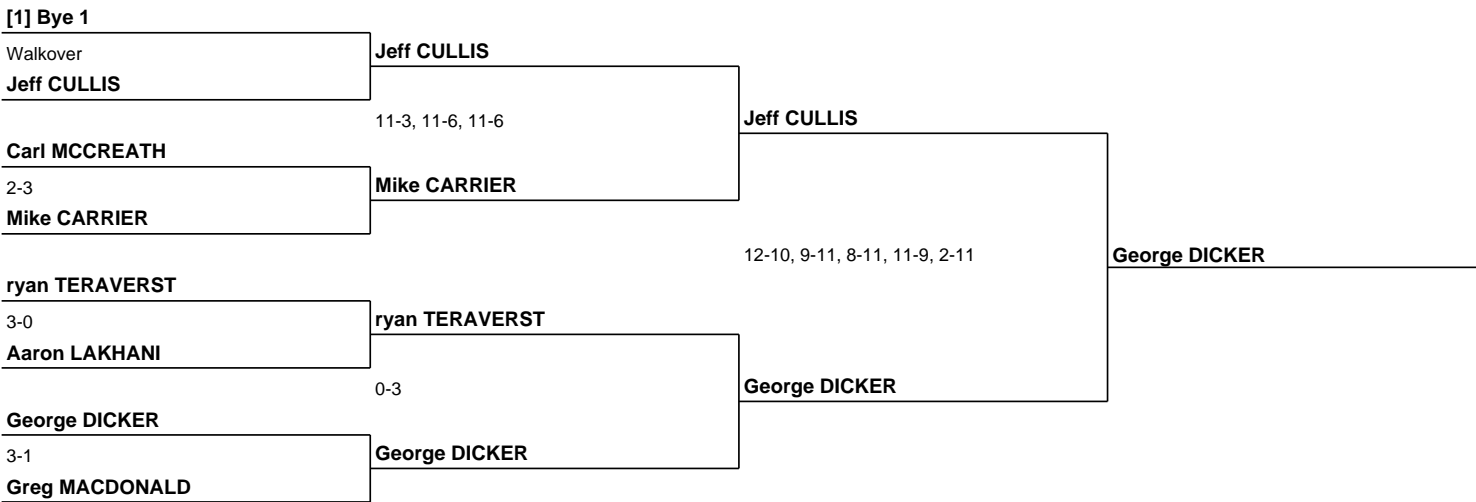 [1] Bye 1
Walkover
Jeff CULLIS
Jeff CULLIS
11-3, 11-6, 11-6
Jeff CULLIS
Carl MCCREATH
2-3
Mike CARRIER
Mike CARRIER
12-10, 9-11, 8-11, 11-9, 2-11
George DICKER
ryan TERAVERST
3-0
ryan TERAVERST
Aaron LAKHANI
0-3
George DICKER
George DICKER
3-1
George DICKER
Greg MACDONALD